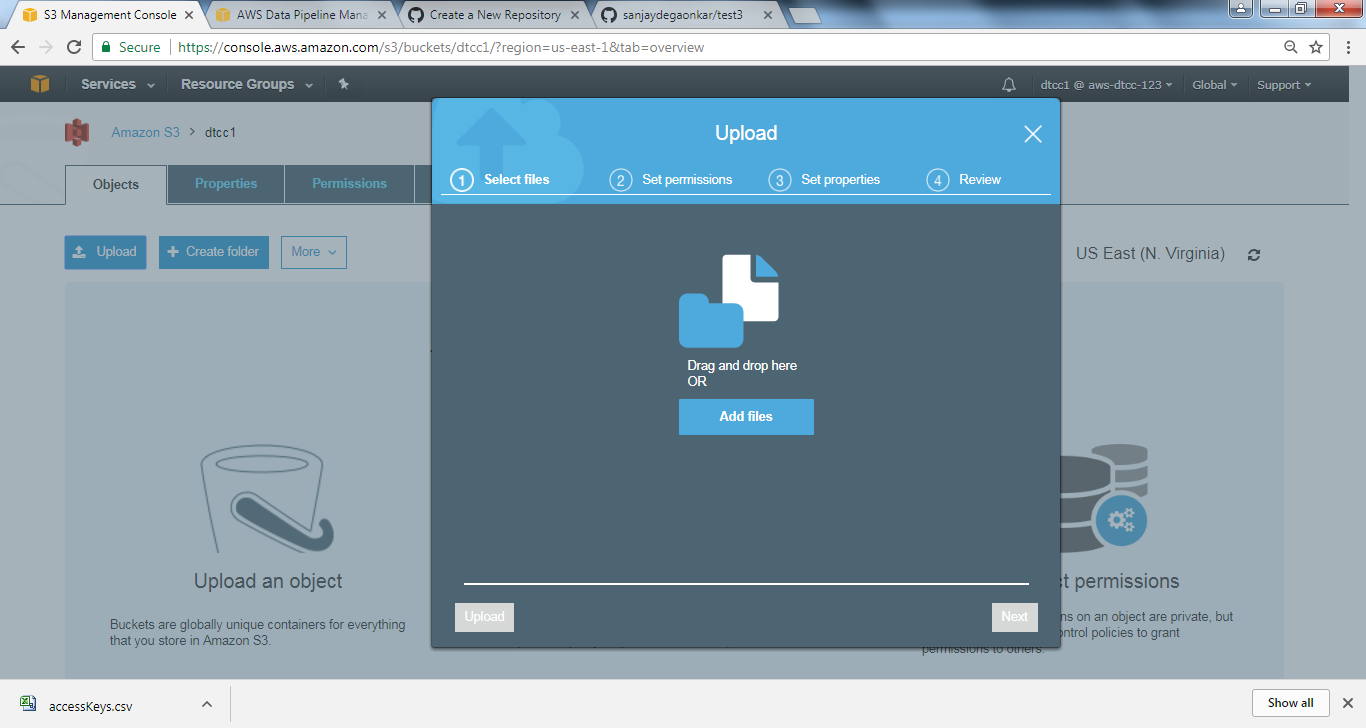 S3 Management Console
AWS Data Pipeline Mana
Create a New Repository
sanjaydegaonkar/test3
Secure
https://console.aws.amazon.com/s3/buckets/dtcc1/?region=us-east-1&tab=overview
Services
Resource Groups
dtcc1 @ aws-dtcc-123
Global
Support
Amazon S3 > dtcc1
Upload
1 Select files
2 Set permissions
3 Set properties
4 Review
Objects
Properties
Permissions
Upload
Create folder
More
US East (N. Virginia)
Drag and drop here
OR
Add files
Upload an object
Buckets are globally unique containers for everything
that you store in Amazon S3.
t permissions
ns on an object are private, but
ontrol policies to grant
permissions to others.
Upload
Next
accessKeys.csv
Show all